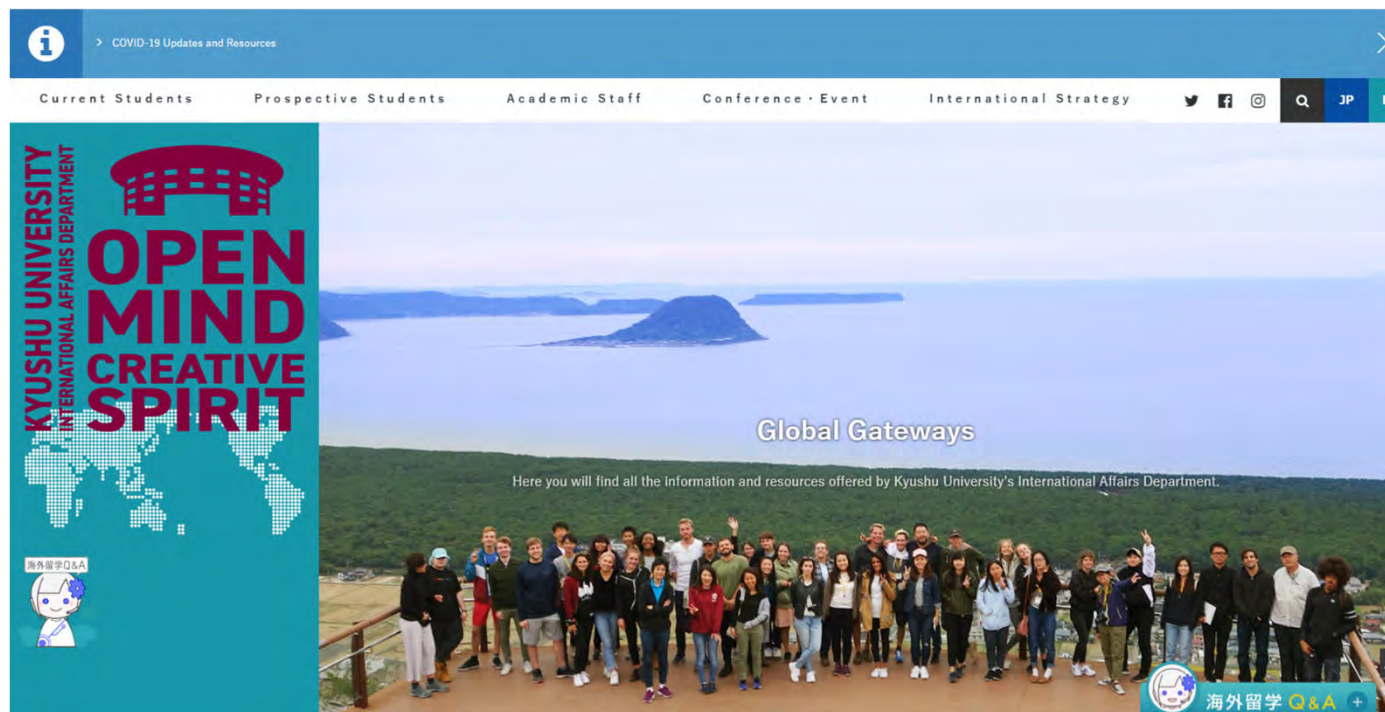 COVID-19 Updates and Resources
Current Students
Prospective Students
Academic Staff
Conference・Event
International Strategy
JP
KYUSHU UNIVERSITY
INTERNATIONAL AFFAIRS DEPARTMENT
OPEN
MIND
CREATIVE
SPIRIT
Global Gateways
Here you will find all the information and resources offered by Kyushu University's International Affairs Department.
海外留学Q&A
海外留学 Q&A